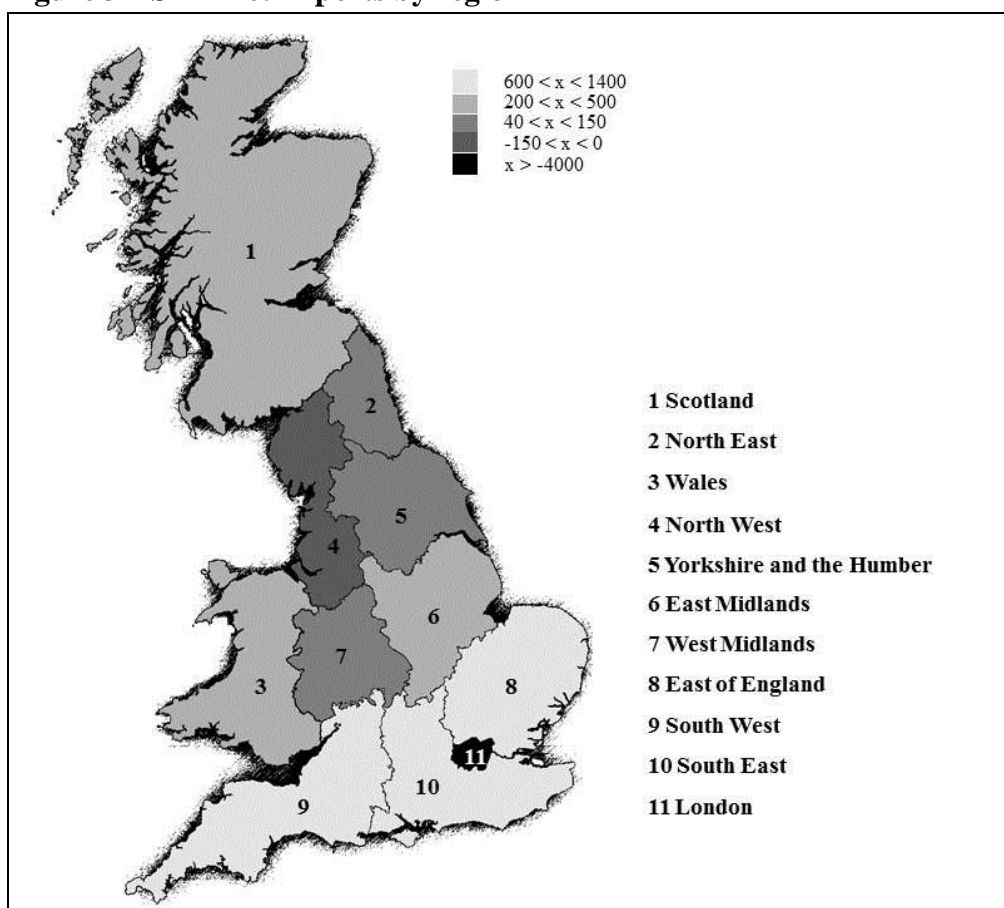 600 < x < 1400
200 < x < 500
40 < x < 150
-150 < x < 0
x > -4000
1
2
3
4
5
6
7
8
9
10
11
1 Scotland
2 North East
3 Wales
4 North West
5 Yorkshire and the Humber
6 East Midlands
7 West Midlands
8 East of England
9 South West
10 South East
11 London